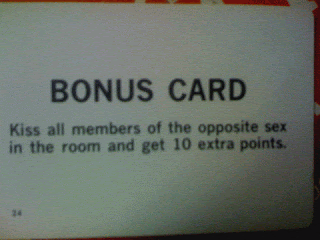 BONUS CARD
Kiss all members of the opposite sex
in the room and get 10 extra points.
34